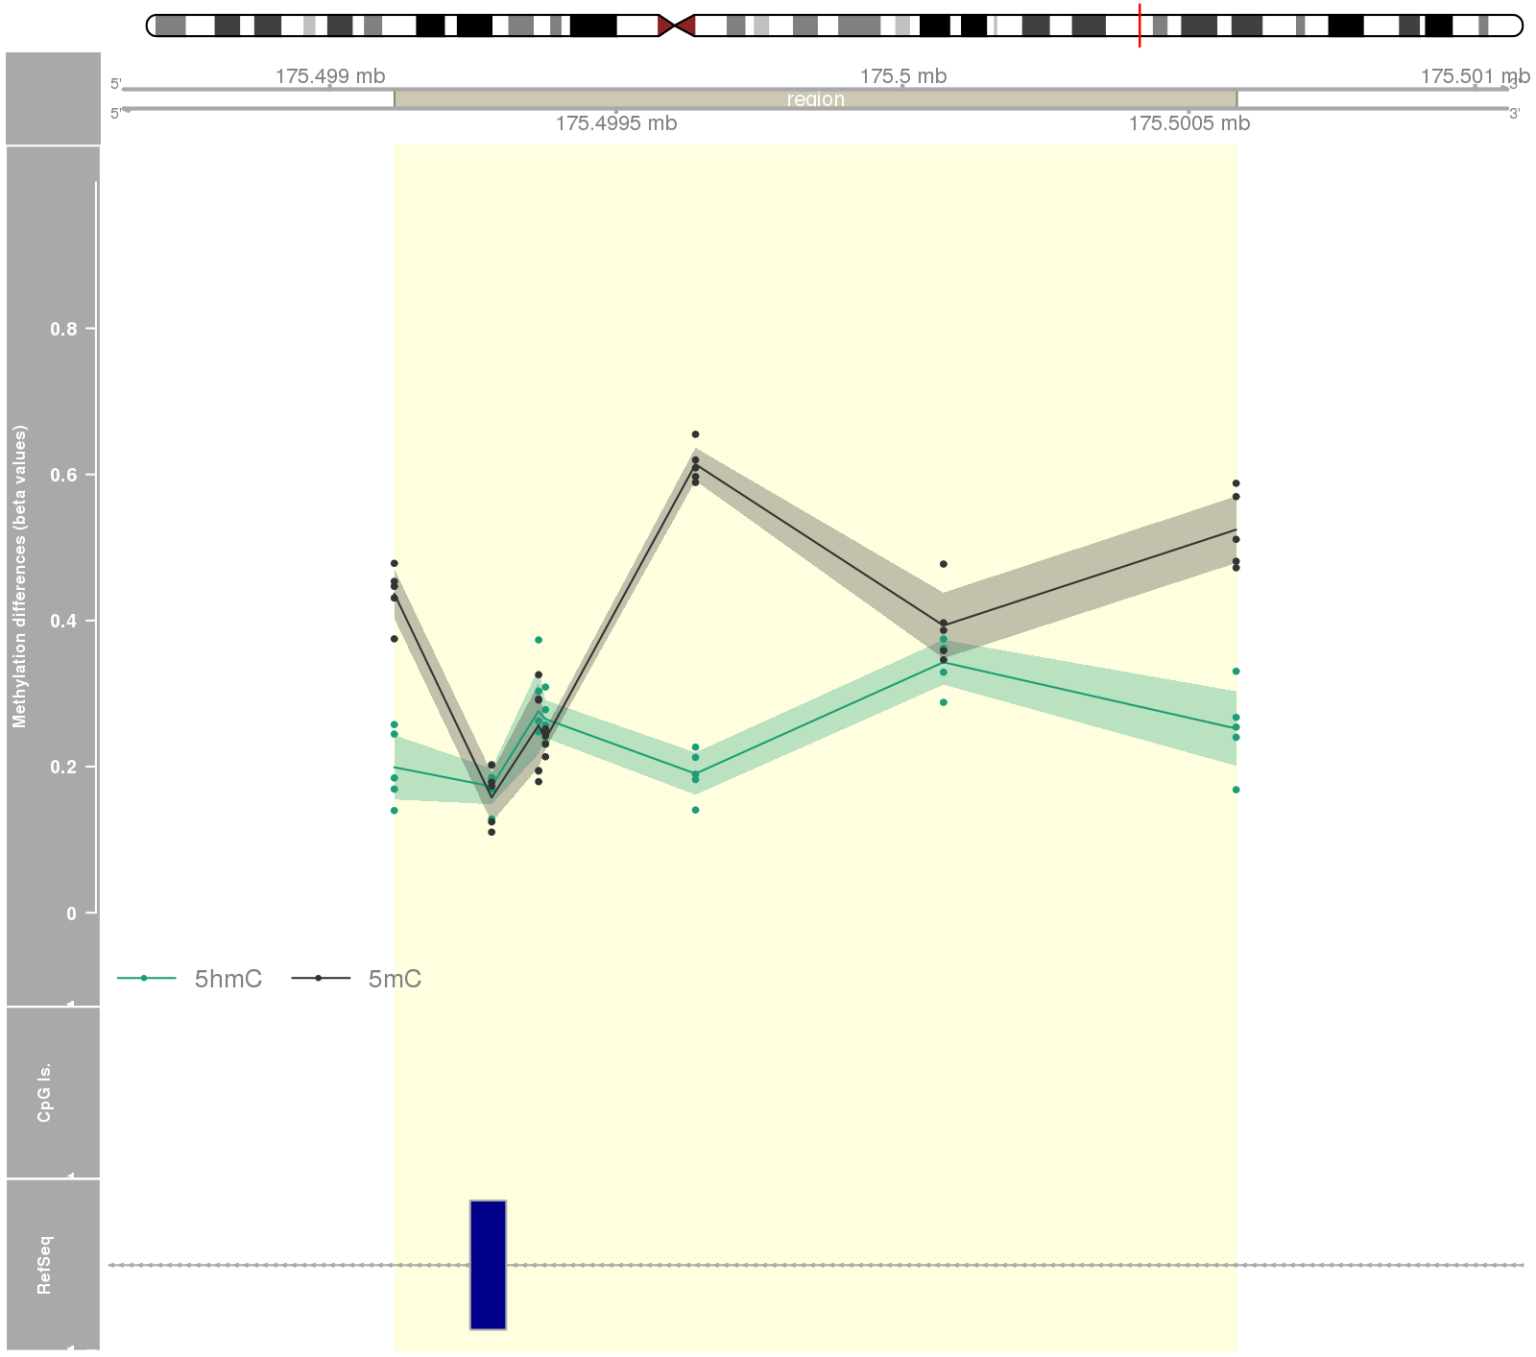 175.499 mb
175.5 mb
175.501 mb
5'
3'
region
5'
3'
175.4995 mb
175.5005 mb
Methylation differences (beta values)
0.8
0.6
0.4
0.2
0
5hmC
5mC
CpG Is.
RefSeq